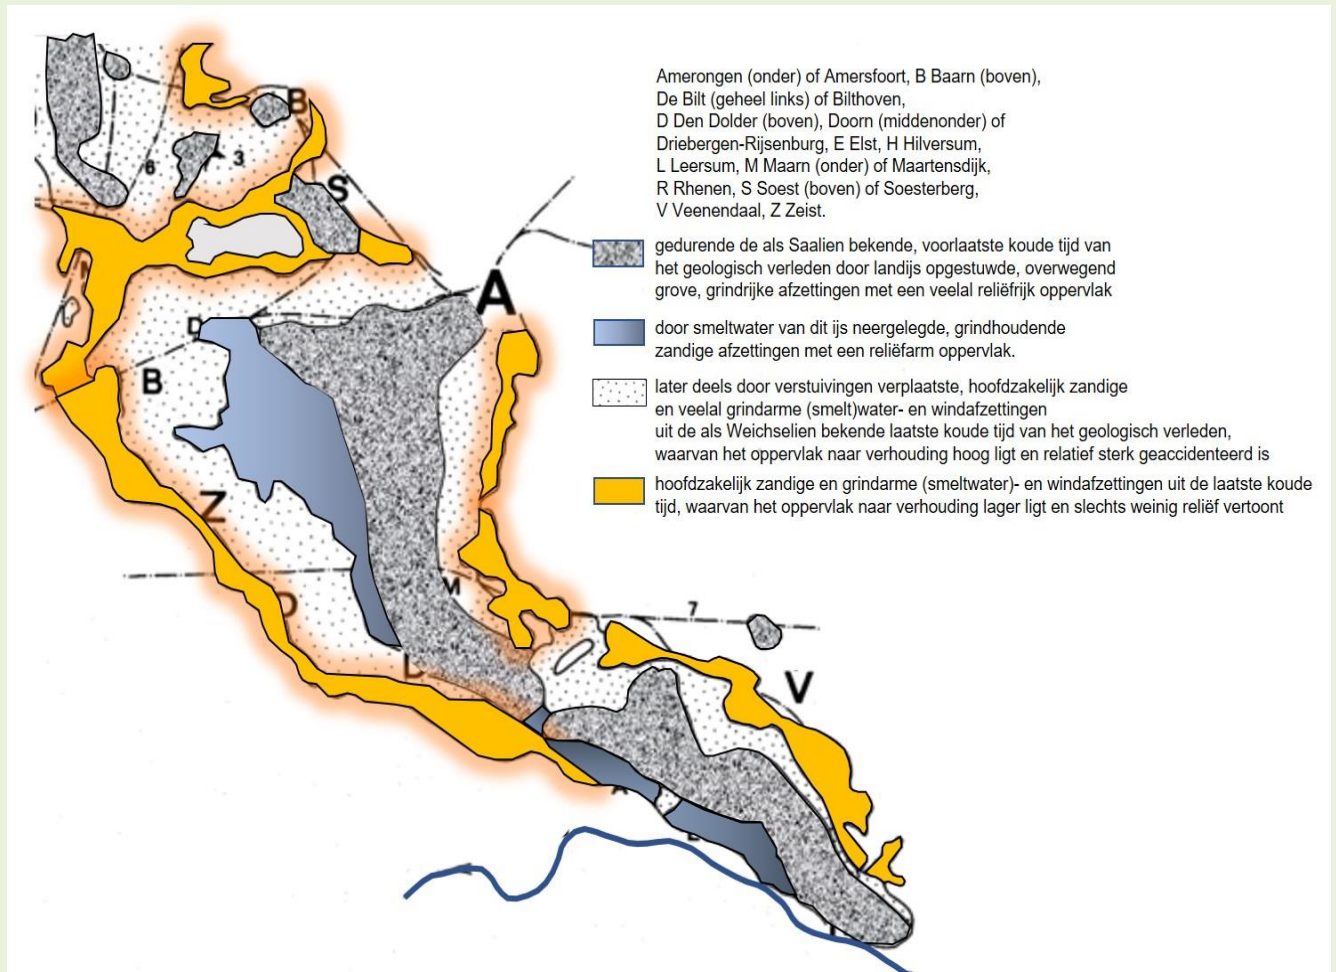 Amerongen (onder) of Amersfoort, B Baarn (boven),
De Bilt (geheel links) of Bilthoven,
D Den Dolder (boven), Doorn (middenonder) of
Driebergen-Rijsenburg, E Elst, H Hilversum,
L Leersum, M Maarn (onder) of Maartensdijk,
R Rhenen, S Soest (boven) of Soesterberg,
V Veenendaal, Z Zeist.
gedurende de als Saalien bekende, voorlaatste koude tijd van
het geologisch verleden door landijs opgestuwde, overwegend
grove, grindrijke afzettingen met een veelal reliëfrijk oppervlak
door smeltwater van dit ijs neergelegde, grindhoudende
zandige afzettingen met een reliëfarm oppervlak.
later deels door verstuivingen verplaatste, hoofdzakelijk zandige
en veelal grindarme (smelt)water- en windafzettingen
uit de als Weichselien bekende laatste koude tijd van het geologisch verleden,
waarvan het oppervlak naar verhouding hoog ligt en relatief sterk geaccidenteerd is
hoofdzakelijk zandige en grindarme (smeltwater)- en windafzettingen uit de laatste koude
tijd, waarvan het oppervlak naar verhouding lager ligt en slechts weinig reliëf vertoont
B
3
6
S
A
D
B
Z
M
D
7
L
V